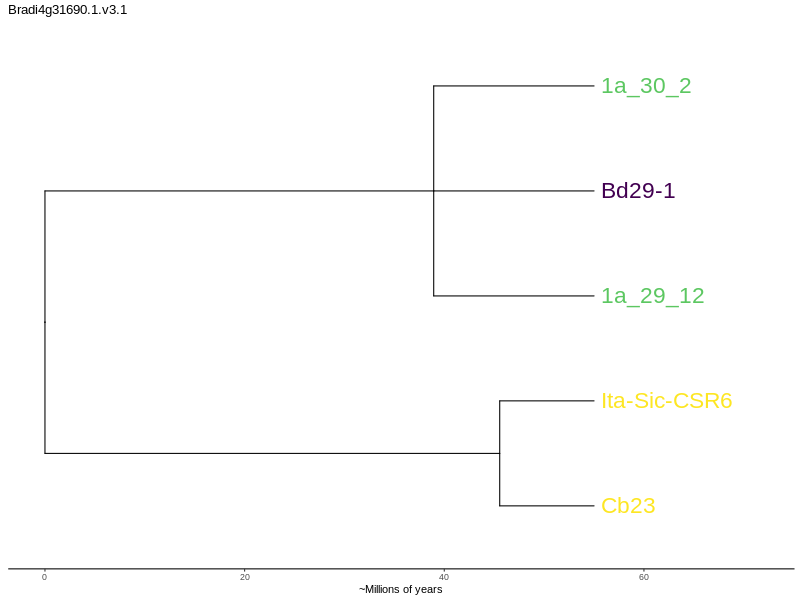 Bradi4g31690.1.v3.1
1a_30_2
Bd29-1
1a_29_12
Ita-Sic-CSR6
Cb23
0 20 40 60
~Millions of years